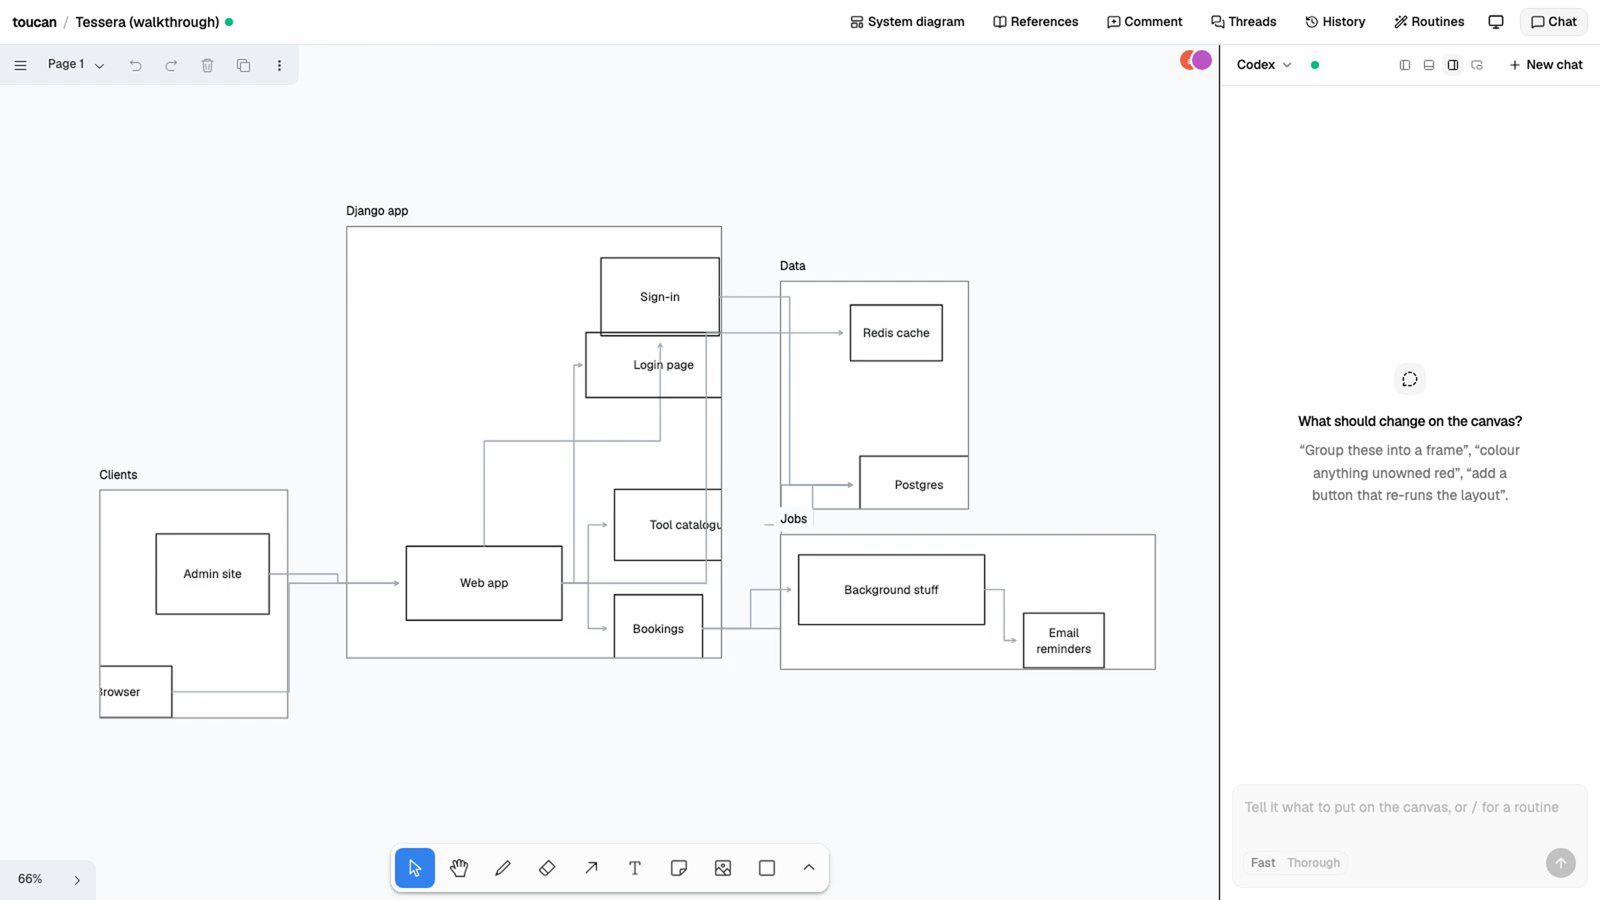 toucan / Tessera (walkthrough)
System diagram
References
Comment
Threads
History
Routines
Chat
Page 1
Codex
+ New chat
Django app
Sign-in
Login page
Tool catalogu
Web app
Bookings
Data
Redis cache
Postgres
Clients
Admin site
Browser
Jobs
Background stuff
Email
reminders
What should change on the canvas?
“Group these into a frame”, “colour
anything unowned red”, “add a
button that re-runs the layout”.
Tell it what to put on the canvas, or / for a routine
Fast Thorough
66%